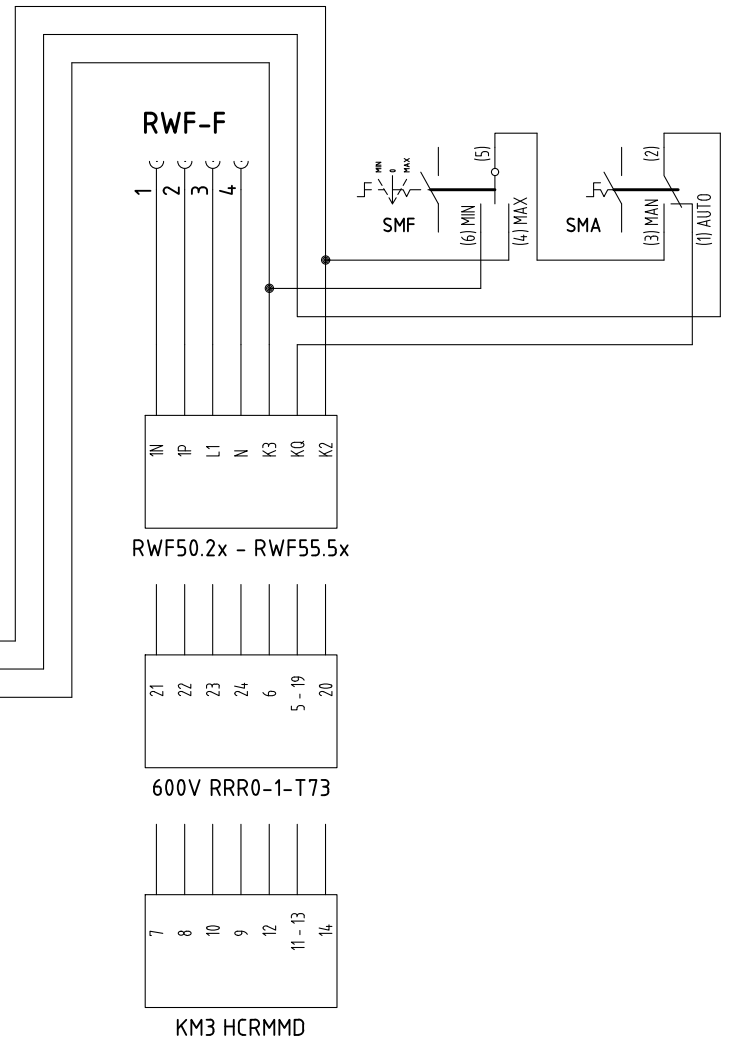 RWF-F
1 2 3 4
MIN 0 MAX
SMF
(5)
(6) MIN
(4) MAX
SMA
(2)
(3) MAN
(1) AUTO
1N 1P L1 N K3 KQ K2
RWF50.2x - RWF55.5x
21 22 23 24 6 5 - 19 20
600V RRR0-1-T73
7 8 10 9 12 11 - 13 14
KM3 HCRMMD